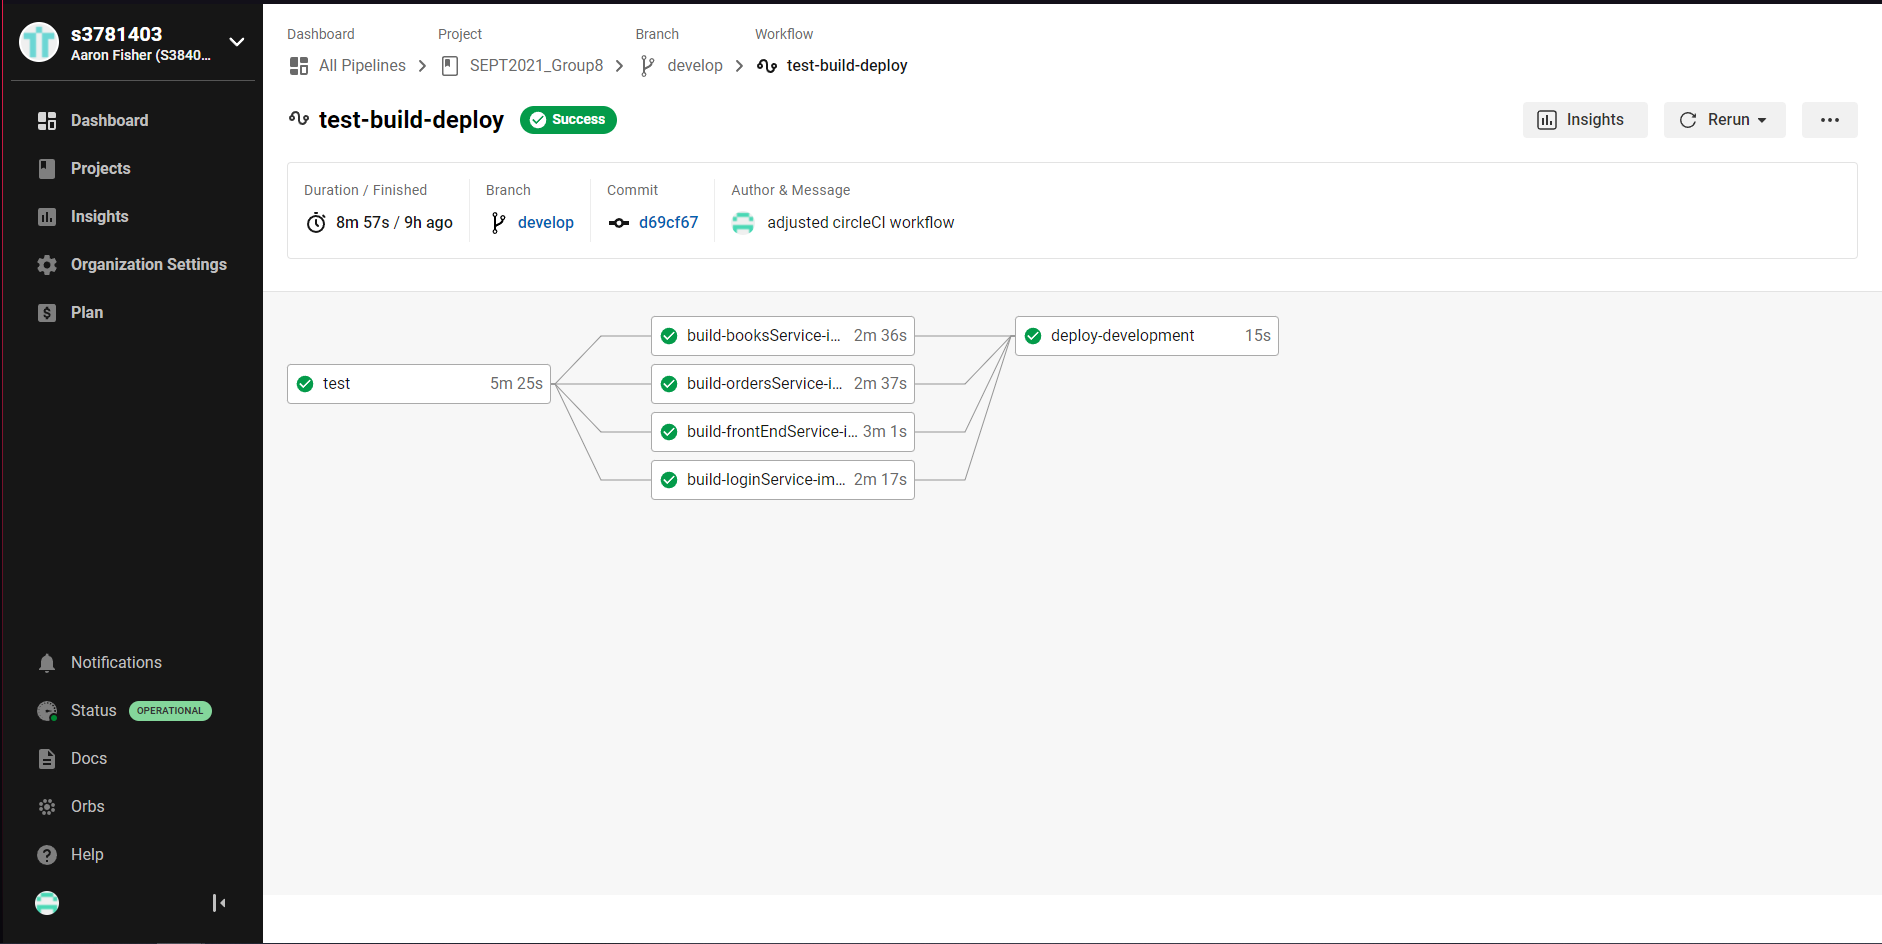 s3781403
Aaron Fisher (S3840...
Dashboard
Projects
Insights
Organization Settings
Plan
Notifications
Status OPERATIONAL
Docs
Orbs
Help
Dashboard Project Branch Workflow
All Pipelines SEPT2021_Group8 develop test-build-deploy
test-build-deploy Success Insights Rerun
Duration / Finished Branch Commit Author & Message
8m 57s / 9h ago develop d69cf67 adjusted circleCI workflow
build-booksService-i... 2m 36s deploy-development 15s
test 5m 25s build-ordersService-i... 2m 37s
build-frontEndService-i... 3m 1s
build-loginService-im... 2m 17s